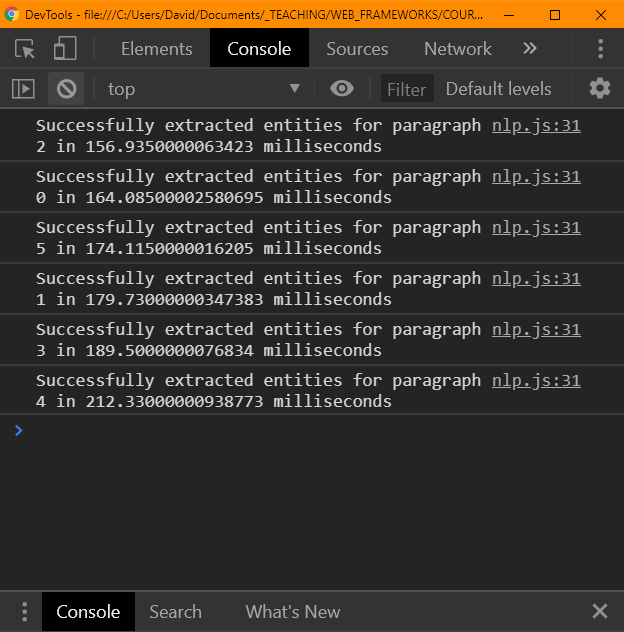 DevTools - file:///C:/Users/David/Documents/_TEACHING/WEB_FRAMEWORKS/COUR...
Elements Console Sources Network »
top Filter Default levels
Successfully extracted entities for paragraph nlp.js:31
2 in 156.9350000063423 milliseconds
Successfully extracted entities for paragraph nlp.js:31
0 in 164.08500002580695 milliseconds
Successfully extracted entities for paragraph nlp.js:31
5 in 174.1150000016205 milliseconds
Successfully extracted entities for paragraph nlp.js:31
1 in 179.73000000347383 milliseconds
Successfully extracted entities for paragraph nlp.js:31
3 in 189.5000000076834 milliseconds
Successfully extracted entities for paragraph nlp.js:31
4 in 212.33000000938773 milliseconds
Console Search What's New